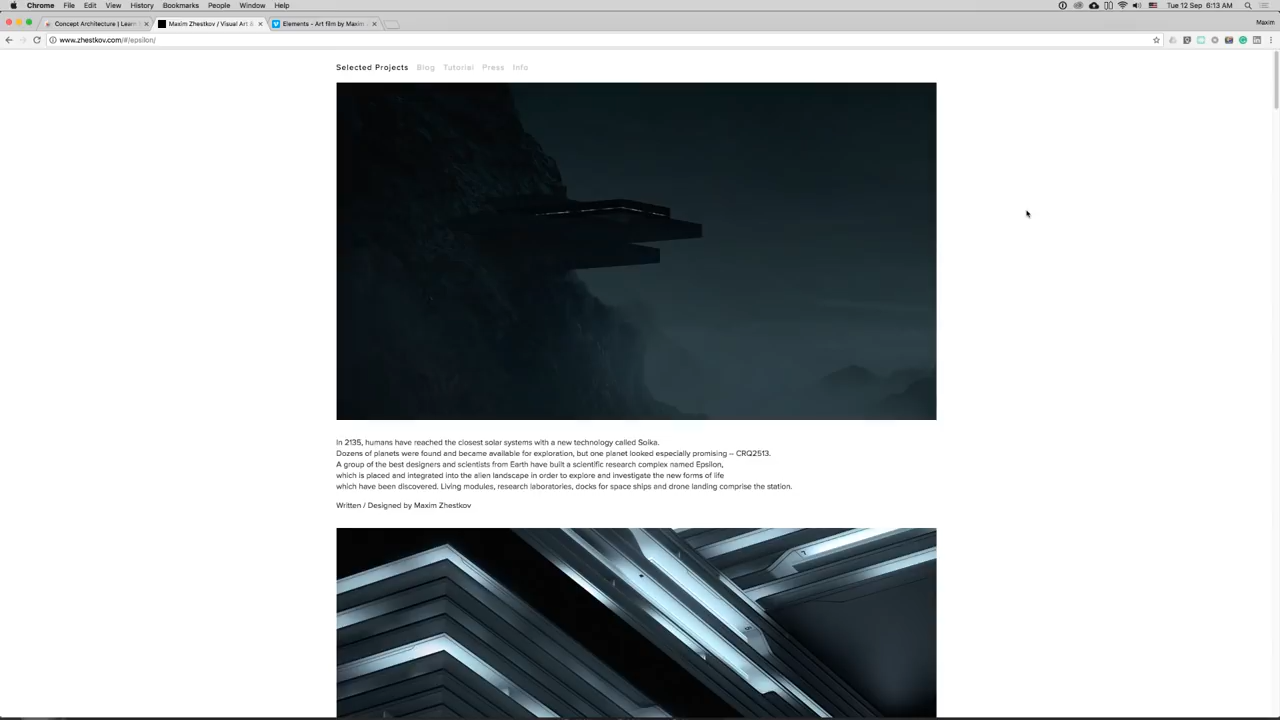 Chrome File Edit View History Bookmarks People Window Help Tue 12 Sep 6:13 AM
Concept Architecture | Learn Maxim Zhestkov / Visual Art & Elements - Art film by Maxim Maxim
www.zhestkov.com/#/epsilon/
Selected Projects Blog Tutorial Press Info
In 2135, humans have reached the closest solar systems with a new technology called Soika.
Dozens of planets were found and became available for exploration, but one planet looked especially promising – CRQ2513.
A group of the best designers and scientists from Earth have built a scientific research complex named Epsilon,
which is placed and integrated into the alien landscape in order to explore and investigate the new forms of life
which have been discovered. Living modules, research laboratories, docks for space ships and drone landing comprise the station.
Written / Designed by Maxim Zhestkov